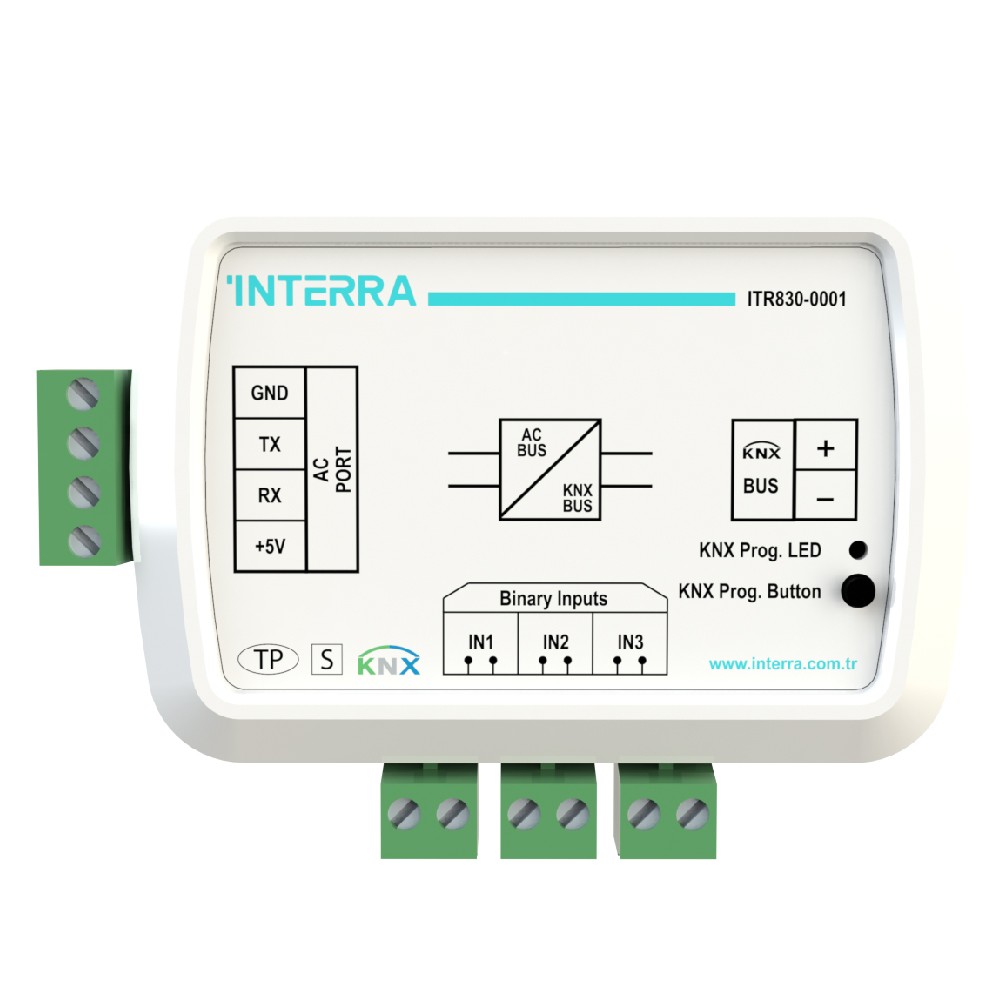 INTERRA
ITR830-0001
GND
TX
RX
+5V
AC
PORT
AC
BUS
KNX
BUS
KNX
BUS
+
–
KNX Prog. LED
KNX Prog. Button
Binary Inputs
IN1 IN2 IN3
TP S KNX
www.interra.com.tr